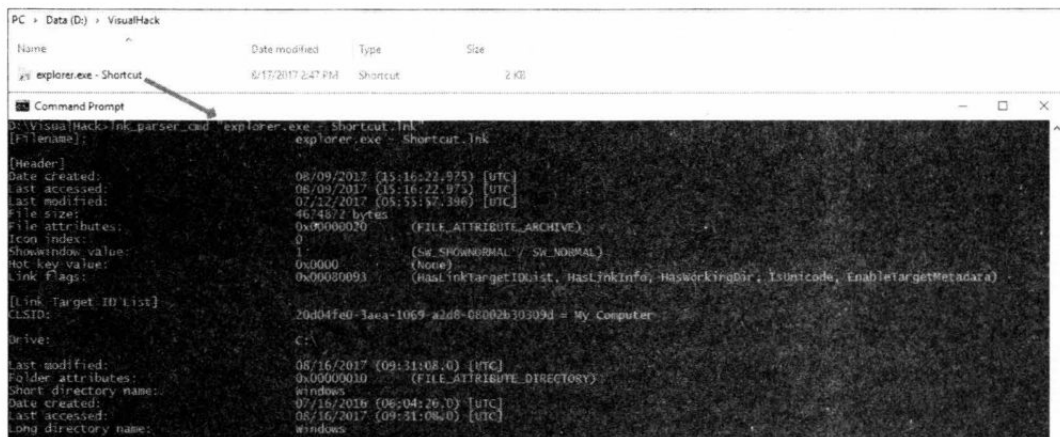 PC › Data (D:) › VisualHack
Name Date modified Type Size
explorer.exe - Shortcut 8/17/2017 2:47 PM Shortcut 2 KB
Command Prompt
D:\VisualHack>lnk_parser_cmd "explorer.exe - Shortcut.lnk"
[Filename]: explorer.exe - Shortcut.lnk
[Header]
Date created: 08/09/2017 (15:16:22.975) [UTC]
Last accessed: 08/09/2017 (15:16:22.975) [UTC]
Last modified: 07/12/2017 (05:55:57.396) [UTC]
File size: 4674872 bytes
File attributes: 0x00000020 (FILE_ATTRIBUTE_ARCHIVE)
Icon index: 0
ShowWindow value: 1 (SW_SHOWNORMAL / SW_NORMAL)
Hot key value: 0x0000 (None)
Link flags: 0x00080093 (HasLinkTargetIDList, HasLinkInfo, HasWorkingDir, IsUnicode, EnableTargetMetadata)
[Link Target ID List]
CLSID: 20d04fe0-3aea-1069-a2d8-08002b30309d = My Computer
Drive: C:\
Last modified: 08/16/2017 (09:31:08.0) [UTC]
Folder attributes: 0x00000010 (FILE_ATTRIBUTE_DIRECTORY)
Short directory name: Windows
Date created: 07/16/2016 (06:04:26.0) [UTC]
Last accessed: 08/16/2017 (09:31:08.0) [UTC]
Long directory name: Windows